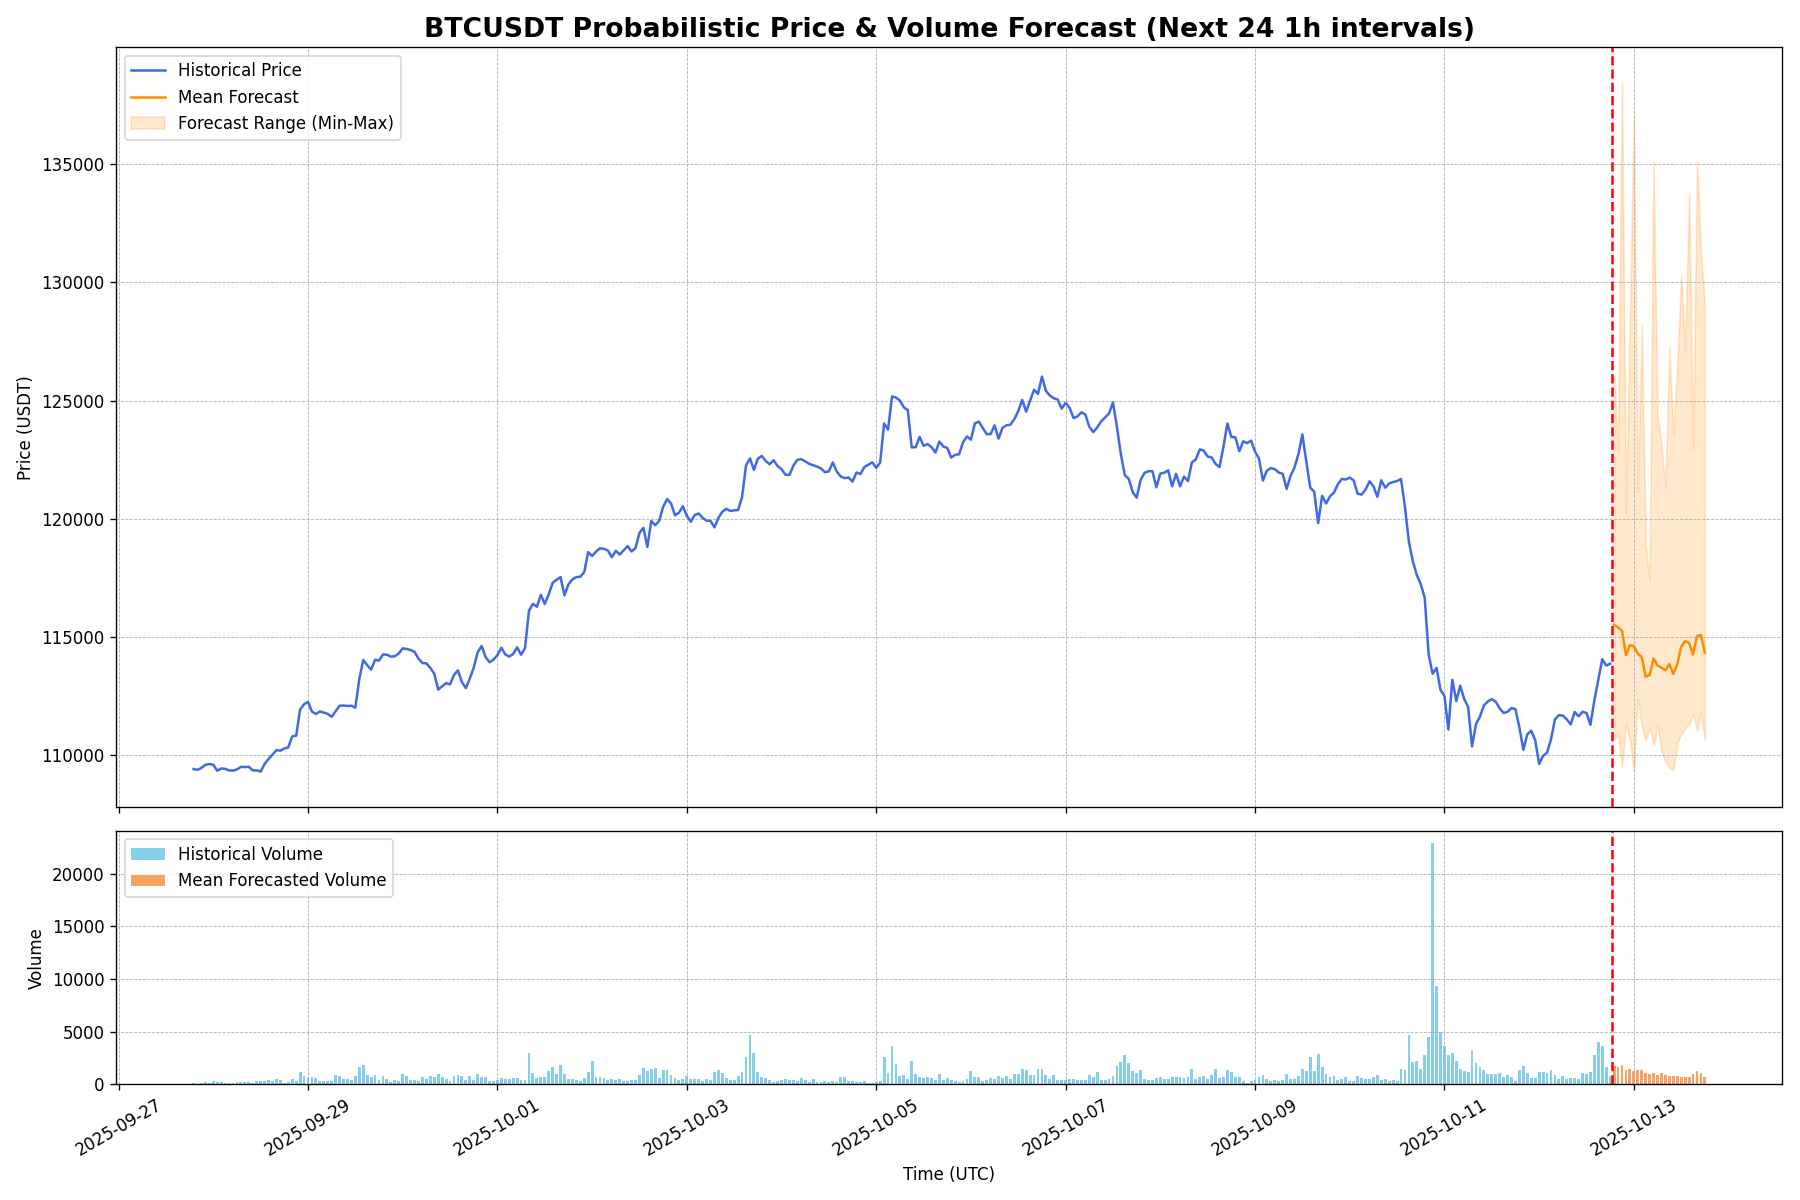 BTCUSDT Probabilistic Price & Volume Forecast (Next 24 1h intervals)
Historical Price
Mean Forecast
Forecast Range (Min-Max)
135000
130000
125000
120000
115000
110000
Price (USDT)
Historical Volume
Mean Forecasted Volume
20000
15000
10000
5000
0
Volume
2025-09-27
2025-09-29
2025-10-01
2025-10-03
2025-10-05
2025-10-07
2025-10-09
2025-10-11
2025-10-13
Time (UTC)